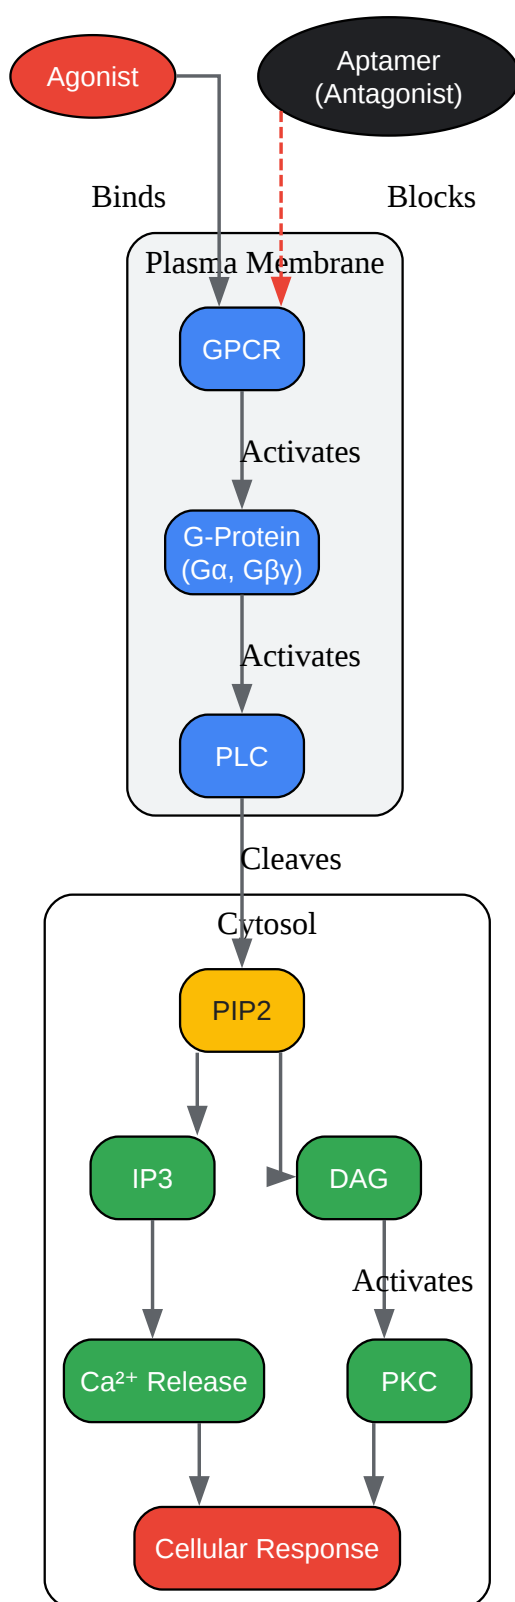 Agonist
Aptamer
(Antagonist)
Binds
Blocks
Plasma Membrane
GPCR
Activates
G-Protein
(Gα, Gβγ)
Activates
PLC
Cleaves
Cytosol
PIP2
IP3
DAG
Activates
Ca²⁺ Release
PKC
Cellular Response